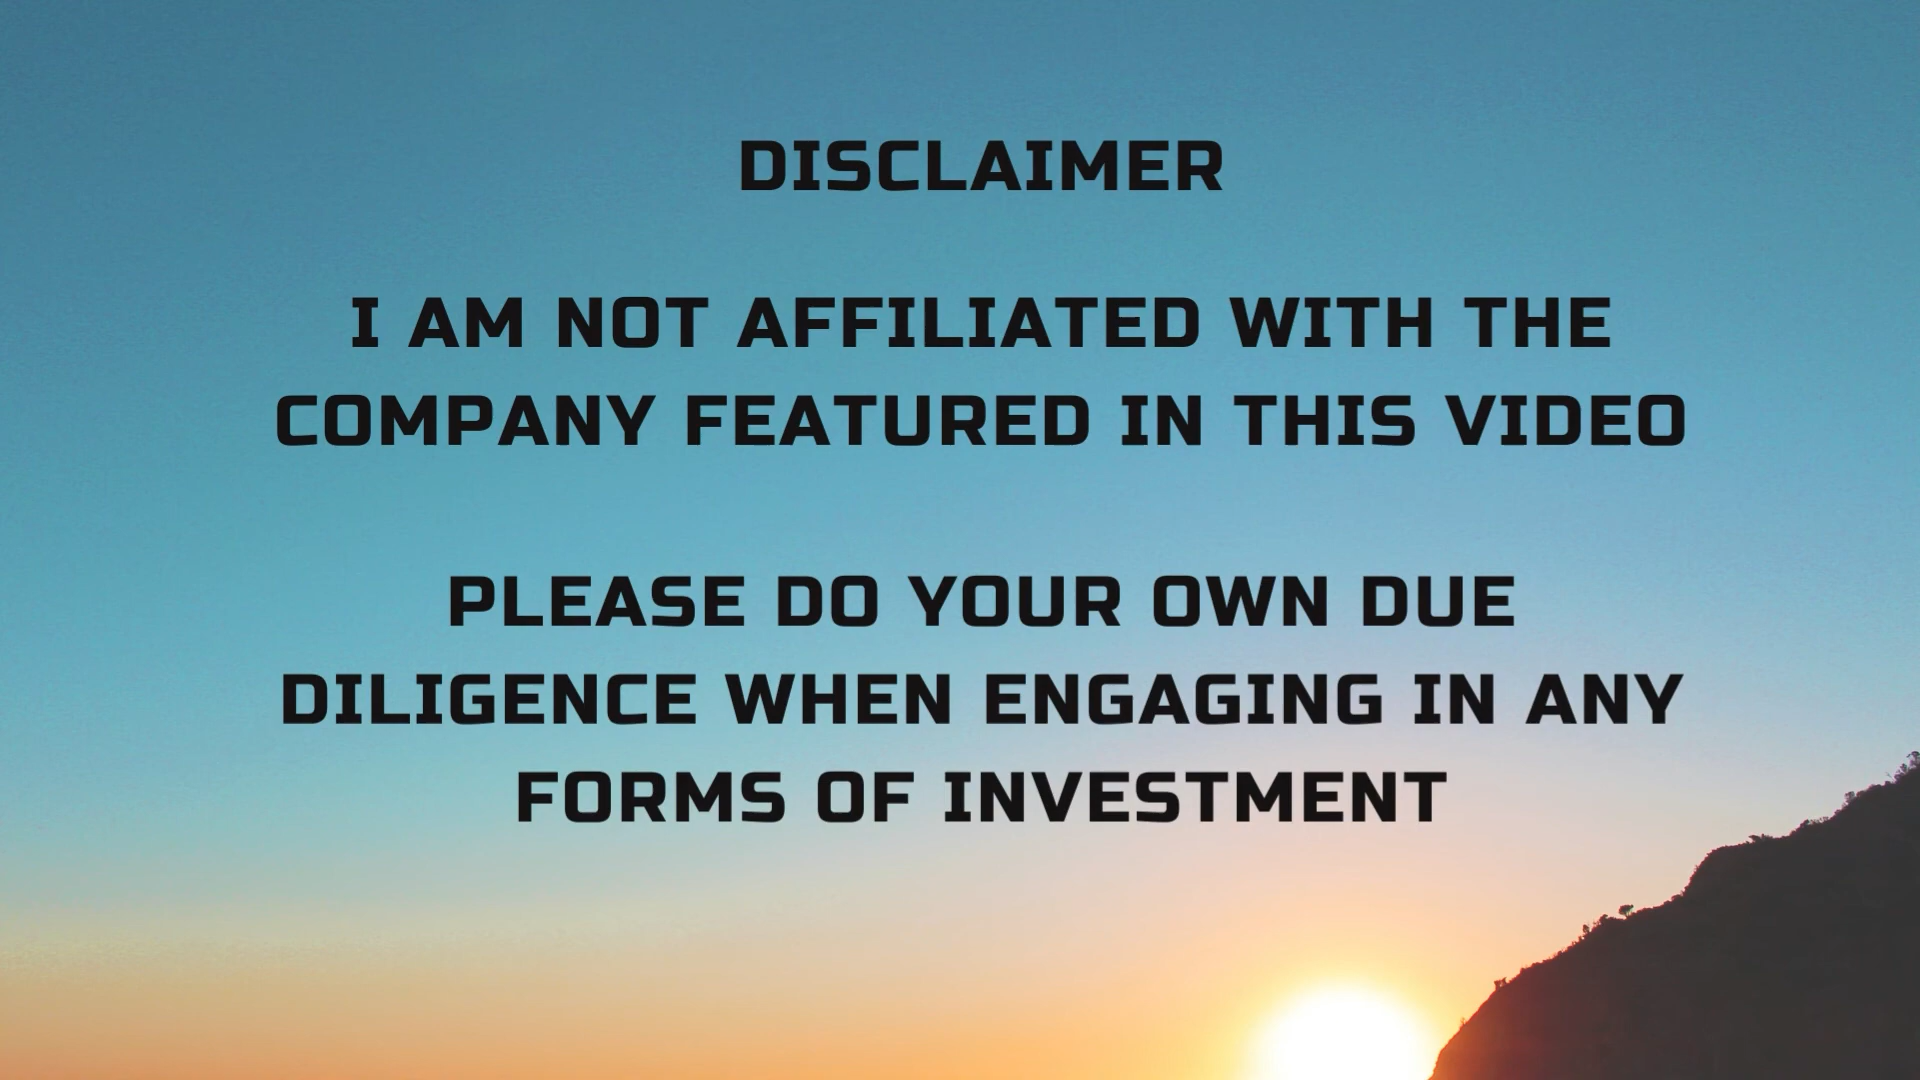 DISCLAIMER
I AM NOT AFFILIATED WITH THE
COMPANY FEATURED IN THIS VIDEO
PLEASE DO YOUR OWN DUE
DILIGENCE WHEN ENGAGING IN ANY
FORMS OF INVESTMENT